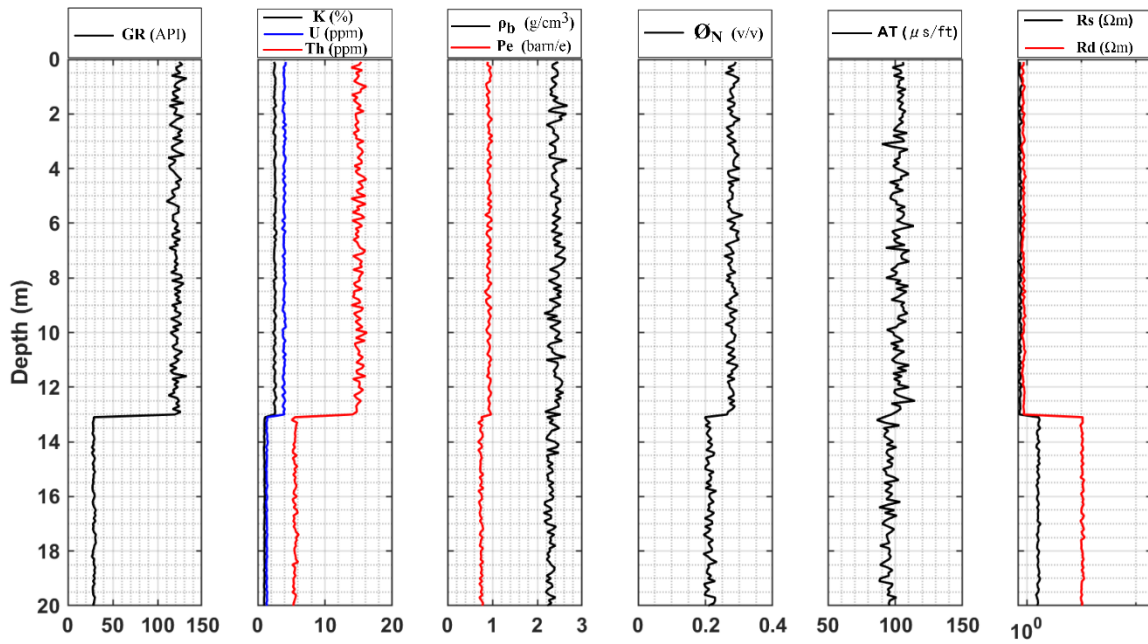 GR (API)
K (%)
U (ppm)
Th (ppm)
ρb (g/cm³)
Pe (barn/e)
ØN (v/v)
AT (μs/ft)
Rs (Ωm)
Rd (Ωm)
Depth (m)
0
2
4
6
8
10
12
14
16
18
20
0 50 100 150
0 10 20
0 1 2 3
0 0.2 0.4
50 100 150
10⁰